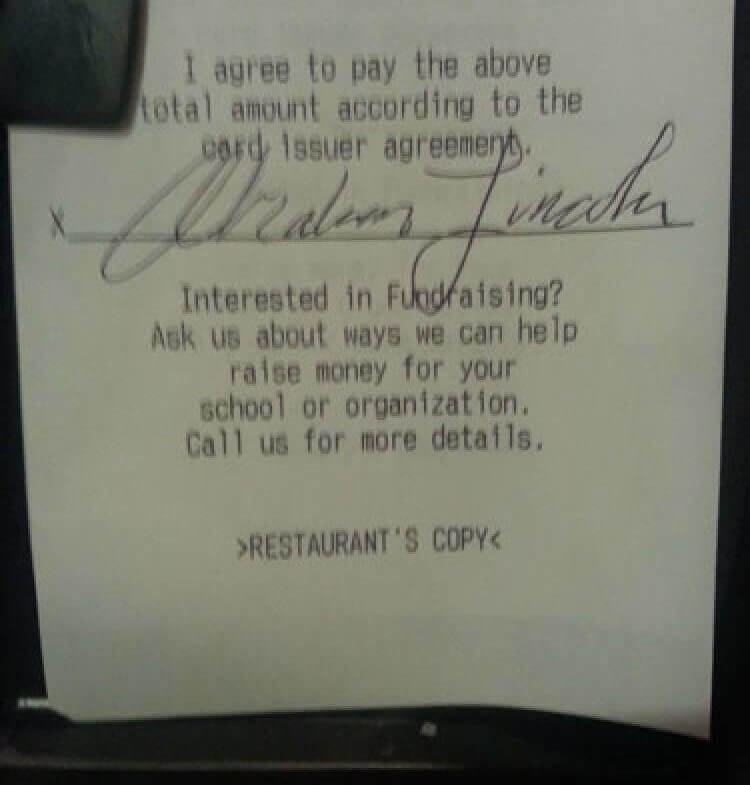 I agree to pay the above
total amount according to the
card issuer agreement.
X Abraham Lincoln
Interested in Fundraising?
Ask us about ways we can help
raise money for your
school or organization.
Call us for more details.
>RESTAURANT'S COPY<